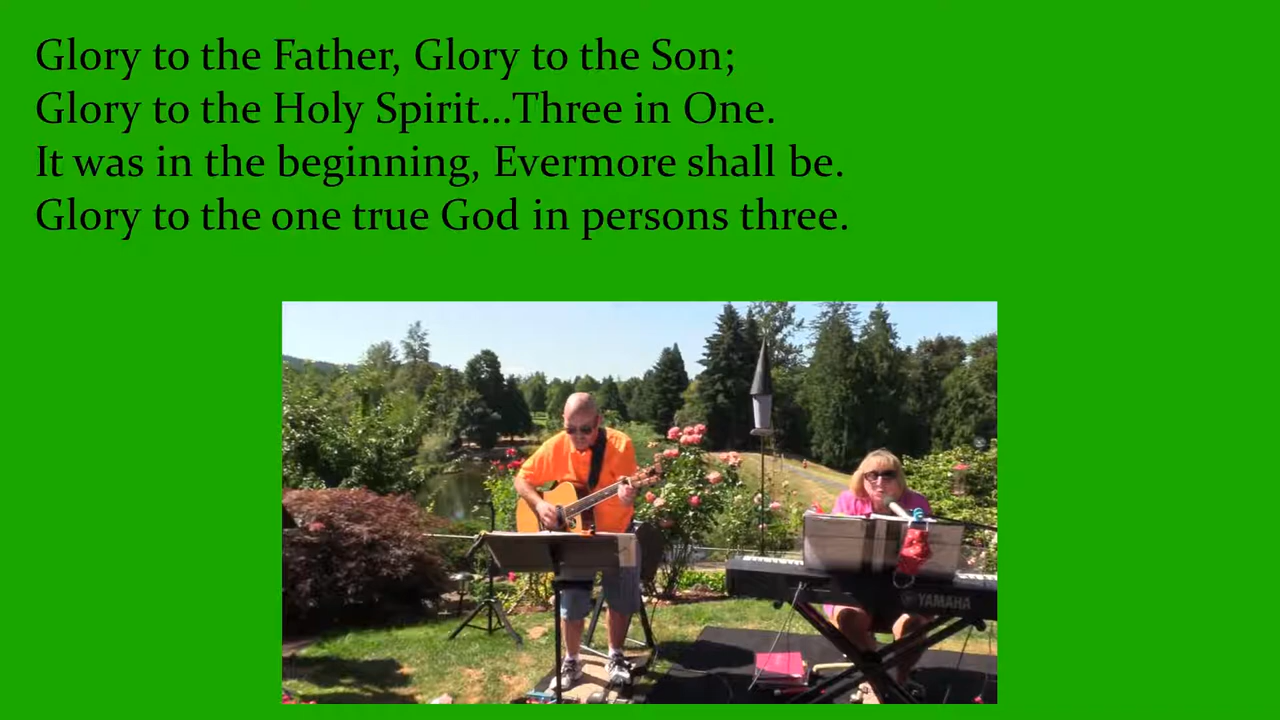 Glory to the Father, Glory to the Son;
Glory to the Holy Spirit...Three in One.
It was in the beginning, Evermore shall be.
Glory to the one true God in persons three.
YAMAHA